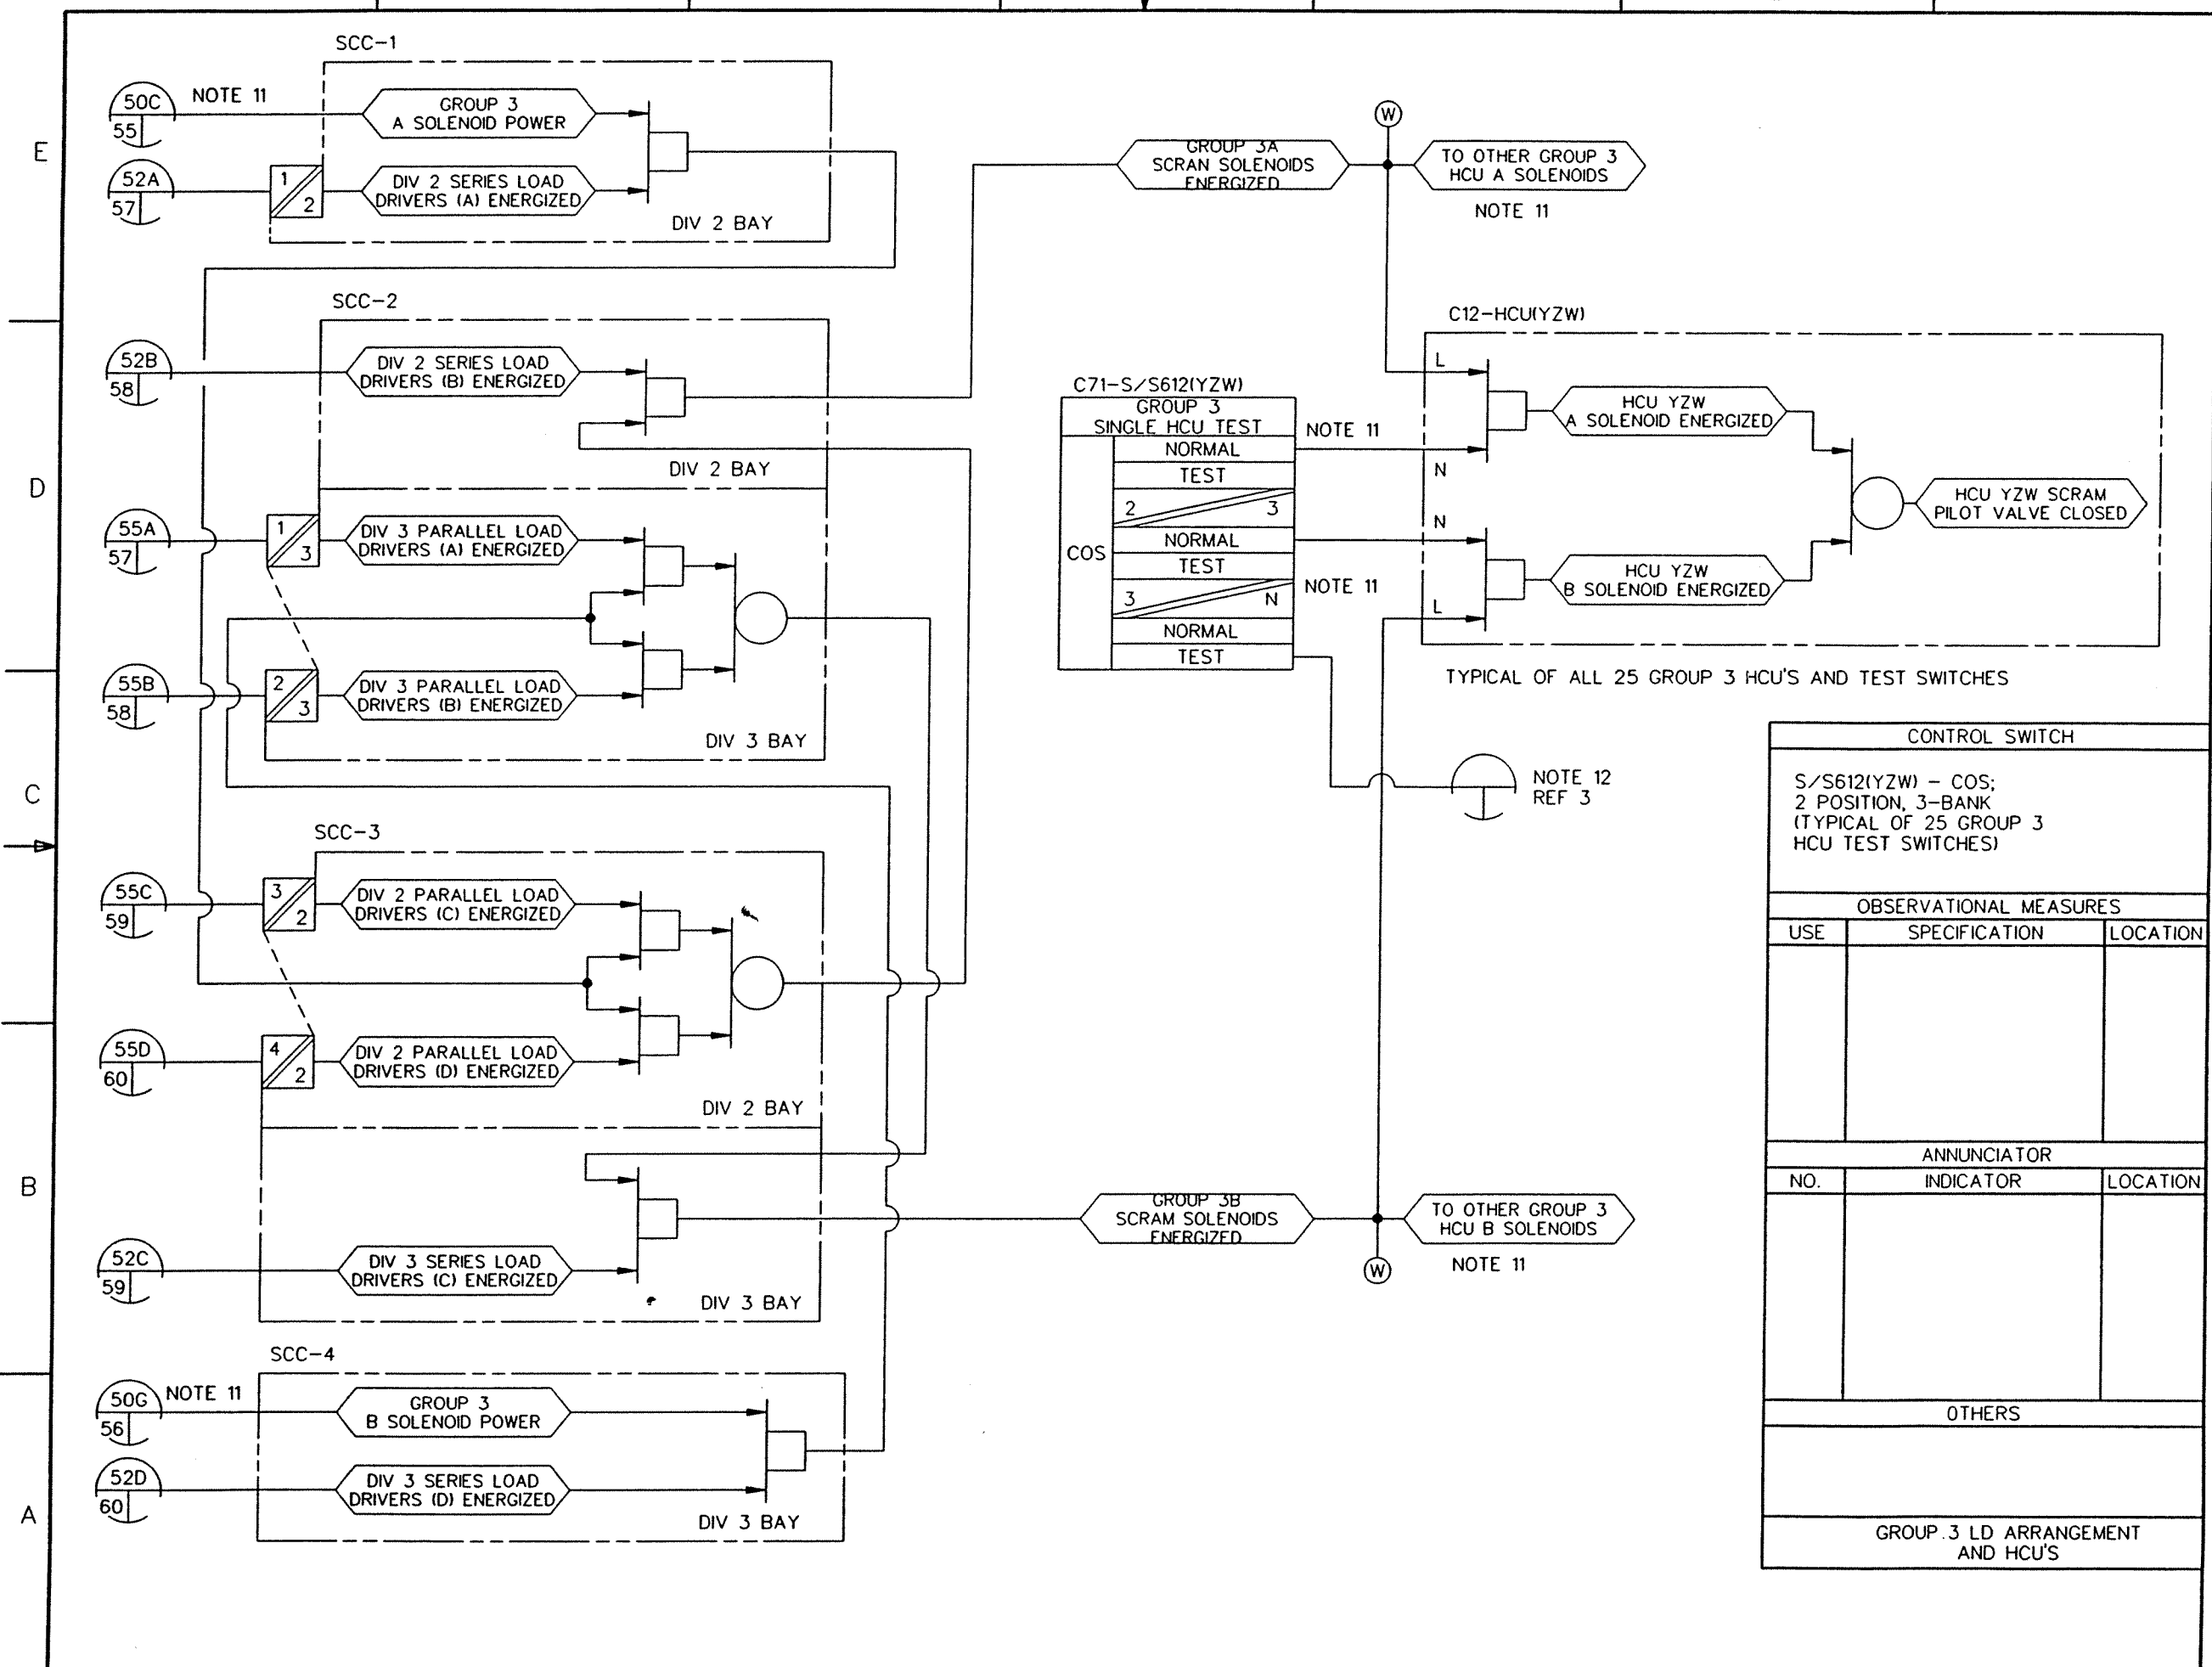 SCC-1
E
50C
55
NOTE 11
GROUP 3
A SOLENOID POWER
52A
57
1
2
DIV 2 SERIES LOAD
DRIVERS (A) ENERGIZED
DIV 2 BAY
W
GROUP 3A
SCRAN SOLENOIDS
ENERGIZED
TO OTHER GROUP 3
HCU A SOLENOIDS
NOTE 11
SCC-2
52B
58
DIV 2 SERIES LOAD
DRIVERS (B) ENERGIZED
DIV 2 BAY
D
55A
57
1
3
DIV 3 PARALLEL LOAD
DRIVERS (A) ENERGIZED
55B
58
2
3
DIV 3 PARALLEL LOAD
DRIVERS (B) ENERGIZED
DIV 3 BAY
C71-S/S612(YZW)
GROUP 3
SINGLE HCU TEST
COS
NORMAL
TEST
2
3
NORMAL
TEST
3
N
NORMAL
TEST
NOTE 11
NOTE 11
C12-HCU(YZW)
L
N
N
L
HCU YZW
A SOLENOID ENERGIZED
HCU YZW
B SOLENOID ENERGIZED
HCU YZW SCRAM
PILOT VALVE CLOSED
TYPICAL OF ALL 25 GROUP 3 HCU'S AND TEST SWITCHES
NOTE 12
REF 3
C
SCC-3
55C
59
3
2
DIV 2 PARALLEL LOAD
DRIVERS (C) ENERGIZED
55D
60
4
2
DIV 2 PARALLEL LOAD
DRIVERS (D) ENERGIZED
DIV 2 BAY
B
52C
59
DIV 3 SERIES LOAD
DRIVERS (C) ENERGIZED
DIV 3 BAY
GROUP 3B
SCRAM SOLENOIDS
ENERGIZED
TO OTHER GROUP 3
HCU B SOLENOIDS
W
NOTE 11
SCC-4
50G
56
NOTE 11
GROUP 3
B SOLENOID POWER
52D
60
DIV 3 SERIES LOAD
DRIVERS (D) ENERGIZED
DIV 3 BAY
A
CONTROL SWITCH
S/S612(YZW) - COS;
2 POSITION, 3-BANK
(TYPICAL OF 25 GROUP 3
HCU TEST SWITCHES)
OBSERVATIONAL MEASURES
USE
SPECIFICATION
LOCATION
ANNUNCIATOR
NO.
INDICATOR
LOCATION
OTHERS
GROUP.3 LD ARRANGEMENT
AND HCU'S